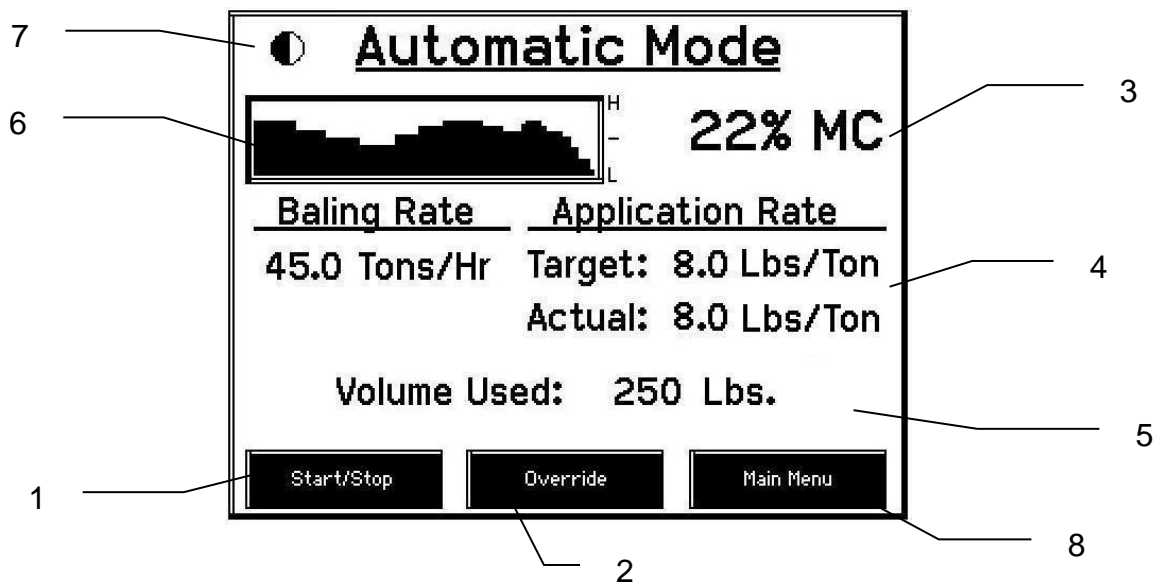 7
Automatic Mode
H
3
6
22% MC
-
L
Baling Rate
Application Rate
45.0 Tons/Hr
Target: 8.0 Lbs/Ton
4
Actual: 8.0 Lbs/Ton
Volume Used: 250 Lbs.
5
Start/Stop
Override
Main Menu
1
8
2